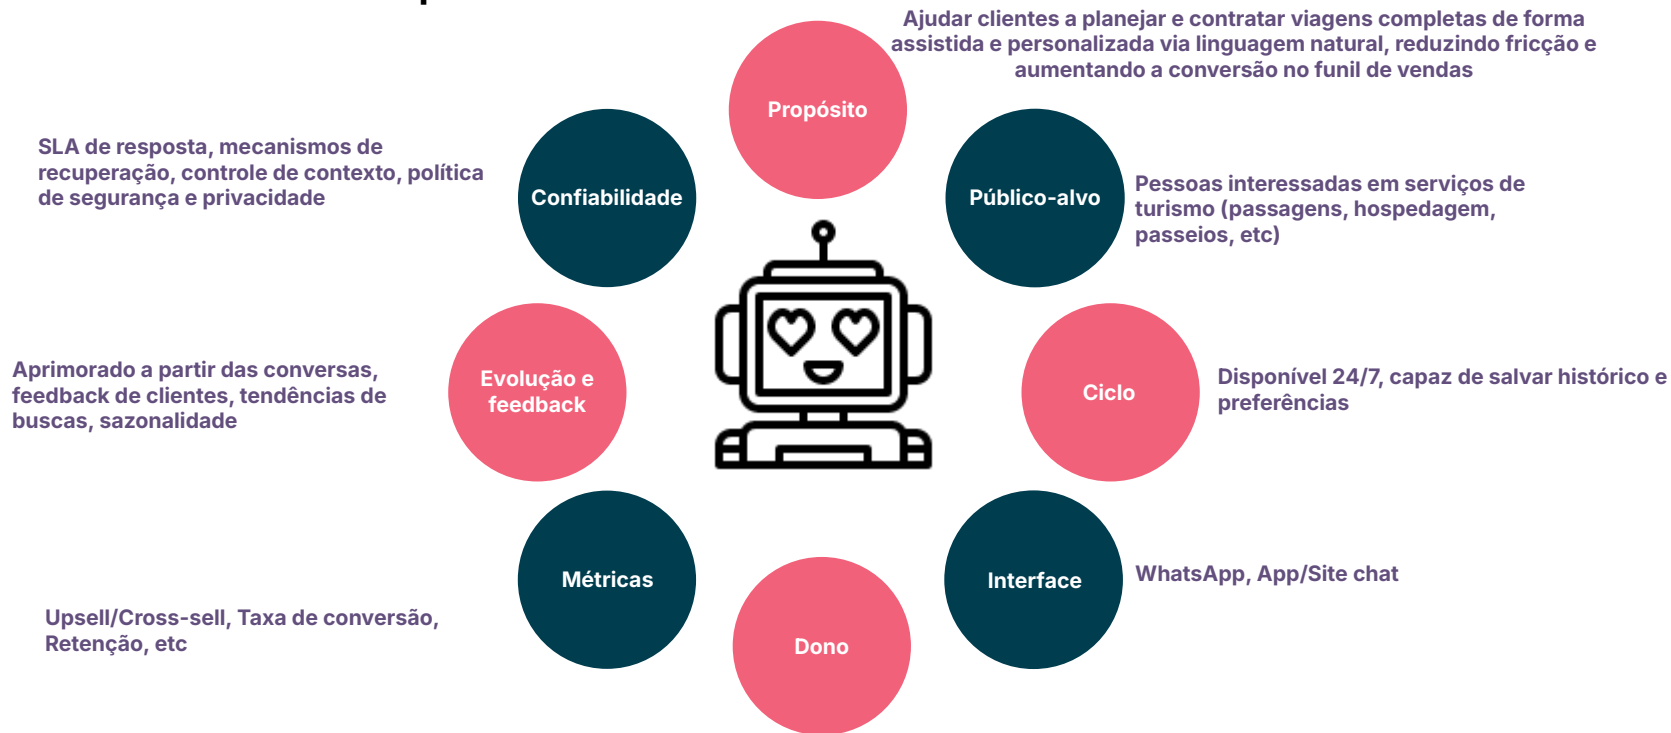 Ajudar clientes a planejar e contratar viagens completas de forma
assistida e personalizada via linguagem natural, reduzindo fricção e
aumentando a conversão no funil de vendas
Propósito
SLA de resposta, mecanismos de
recuperação, controle de contexto, política
de segurança e privacidade
Confiabilidade
Público-alvo
Pessoas interessadas em serviços de
turismo (passagens, hospedagem,
passeios, etc)
Aprimorado a partir das conversas,
feedback de clientes, tendências de
buscas, sazonalidade
Evolução e
feedback
Ciclo
Disponível 24/7, capaz de salvar histórico e
preferências
Métricas
Upsell/Cross-sell, Taxa de conversão,
Retenção, etc
Interface
WhatsApp, App/Site chat
Dono